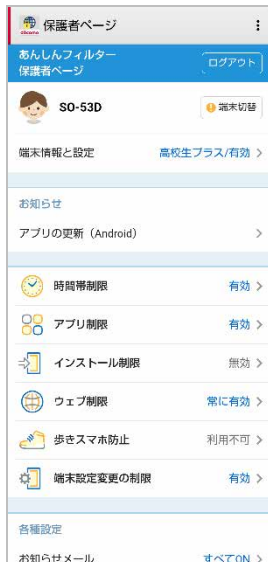 docomo
保護者ページ
あんしんフィルター
保護者ページ
ログアウト
SO-53D
端末切替
端末情報と設定 高校生プラス/有効
お知らせ
アプリの更新（Android）
時間帯制限 有効
アプリ制限 有効
インストール制限 無効
ウェブ制限 常に有効
歩きスマホ防止 利用不可
端末設定変更の制限 有効
各種設定
お知らせメール すべてON